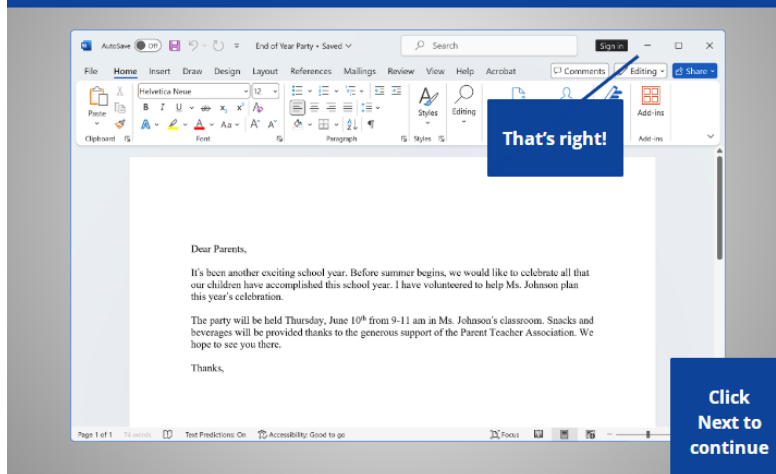 AutoSave Off End of Year Party • Saved Search Sign in
File Home Insert Draw Design Layout References Mailings Review View Help Acrobat Comments Editing Share
Helvetica Neue 12
Paste Styles Editing Add-ins
B I U ab x₂ x² A
A A Aa A A
Clipboard Font Paragraph Styles Add-ins
That's right!
Dear Parents,
It's been another exciting school year. Before summer begins, we would like to celebrate all that
our children have accomplished this school year. I have volunteered to help Ms. Johnson plan
this year's celebration.
The party will be held Thursday, June 10th from 9-11 am in Ms. Johnson's classroom. Snacks and
beverages will be provided thanks to the generous support of the Parent Teacher Association. We
hope to see you there.
Thanks,
Click
Next to
continue
Page 1 of 1 74 words Text Predictions: On Accessibility: Good to go Focus